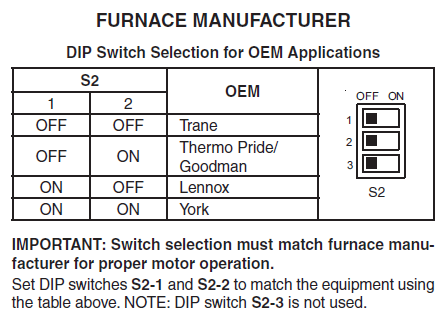 FURNACE MANUFACTURER
DIP Switch Selection for OEM Applications
S2 OEM
1 2
OFF OFF Trane
OFF ON Thermo Pride/
Goodman
ON OFF Lennox
ON ON York
OFF ON
1
2
3
S2
IMPORTANT: Switch selection must match furnace manu-
facturer for proper motor operation.
Set DIP switches S2-1 and S2-2 to match the equipment using
the table above. NOTE: DIP switch S2-3 is not used.